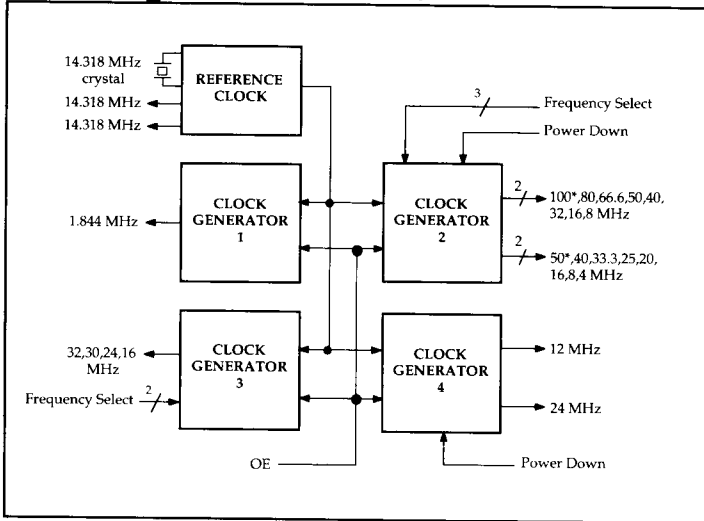 14.318 MHz
crystal
14.318 MHz
14.318 MHz
REFERENCE
CLOCK
3
Frequency Select
Power Down
CLOCK
GENERATOR
1
1.844 MHz
CLOCK
GENERATOR
2
2
100*,80,66.6,50,40,
32,16,8 MHz
2
50*,40,33.3,25,20,
16,8,4 MHz
32,30,24,16
MHz
Frequency Select
2
CLOCK
GENERATOR
3
CLOCK
GENERATOR
4
12 MHz
24 MHz
OE
Power Down